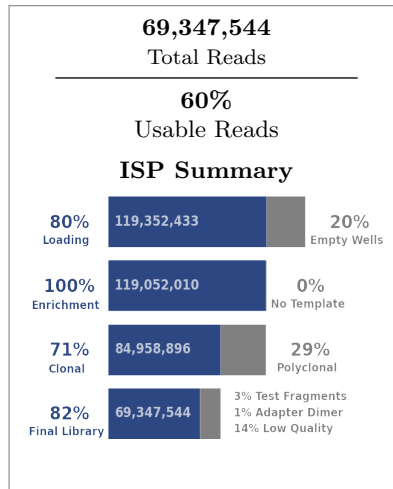 69,347,544
Total Reads
60%
Usable Reads
ISP Summary
80%
Loading
119,352,433
20%
Empty Wells
100%
Enrichment
119,052,010
0%
No Template
71%
Clonal
84,958,896
29%
Polyclonal
82%
Final Library
69,347,544
3% Test Fragments
1% Adapter Dimer
14% Low Quality